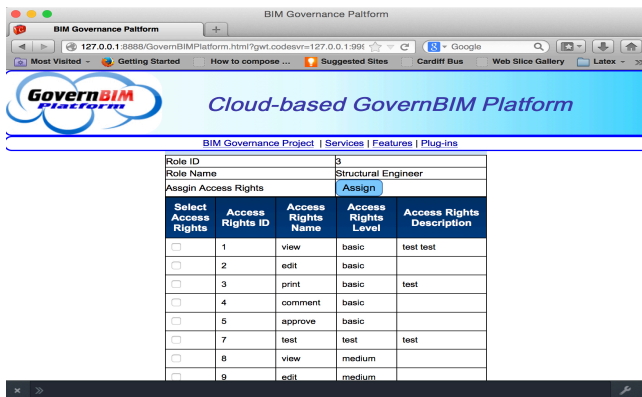 BIM Governance Paltform
BIM Governance Paltform
127.0.0.1:8888/GovernBIMPlatform.html?gwt.codesvr=127.0.0.1:999 Google
Most Visited Getting Started How to compose ... Suggested Sites Cardiff Bus Web Slice Gallery Latex
GovernBIM
Platform
Cloud-based GovernBIM Platform
BIM Governance Project | Services | Features | Plug-ins
Role ID 3
Role Name Structural Engineer
Assgin Access Rights Assign
Select Access Rights Access Rights ID Access Rights Name Access Rights Level Access Rights Description
1 view basic test test
2 edit basic
3 print basic test
4 comment basic
5 approve basic
7 test test test
8 view medium
9 edit medium